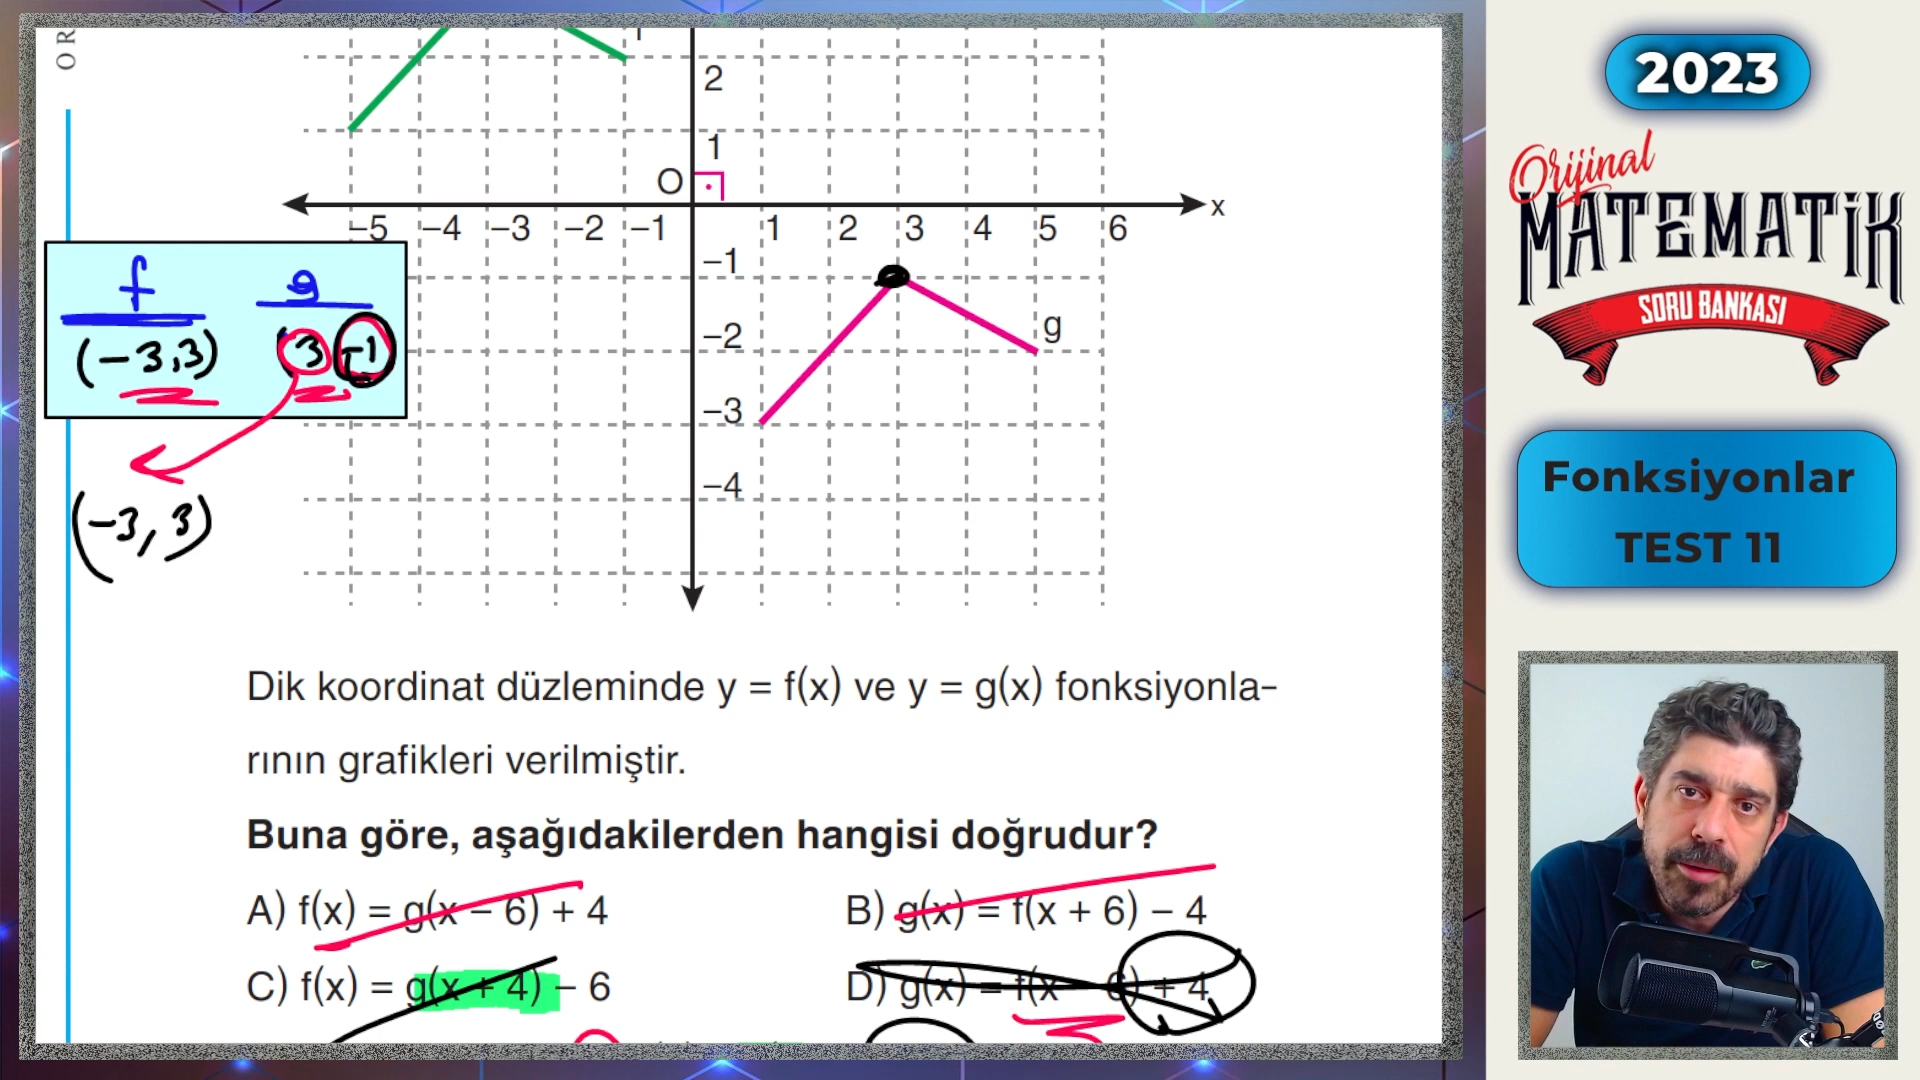 OR
2
1
O
x
–5 –4 –3 –2 –1 1 2 3 4 5 6
–1
–2
–3
–4
g
f g
(–3,3) (3, –1)
(–3, 3)
Dik koordinat düzleminde y = f(x) ve y = g(x) fonksiyonla-
rının grafikleri verilmiştir.
Buna göre, aşağıdakilerden hangisi doğrudur?
A) f(x) = g(x – 6) + 4 B) g(x) = f(x + 6) – 4
C) f(x) = g(x + 4) – 6 D) g(x) = f(x – 6) + 4
2023
Orijinal
MATEMATİK
SORU BANKASI
Fonksiyonlar
TEST 11